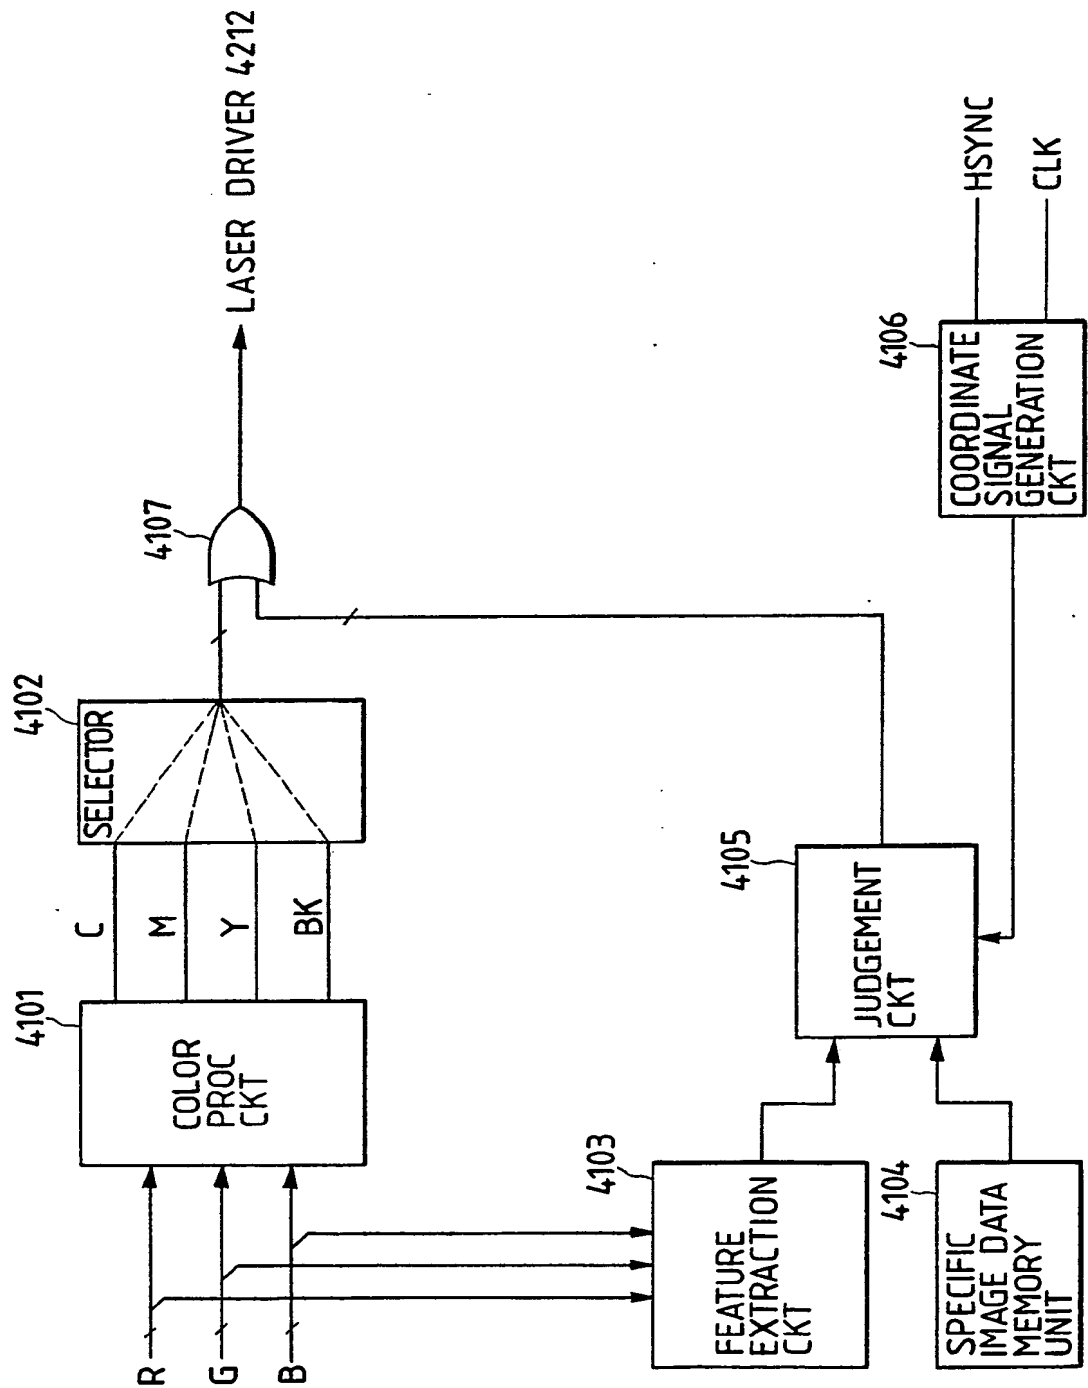 R
G
B
4101
COLOR
PROC
CKT
C
M
Y
BK
4102
SELECTOR
4107
LASER DRIVER 4212
4103
FEATURE
EXTRACTION
CKT
4104
SPECIFIC
IMAGE DATA
MEMORY
UNIT
4105
JUDGEMENT
CKT
4106
COORDINATE
SIGNAL
GENERATION
CKT
HSYNC
CLK